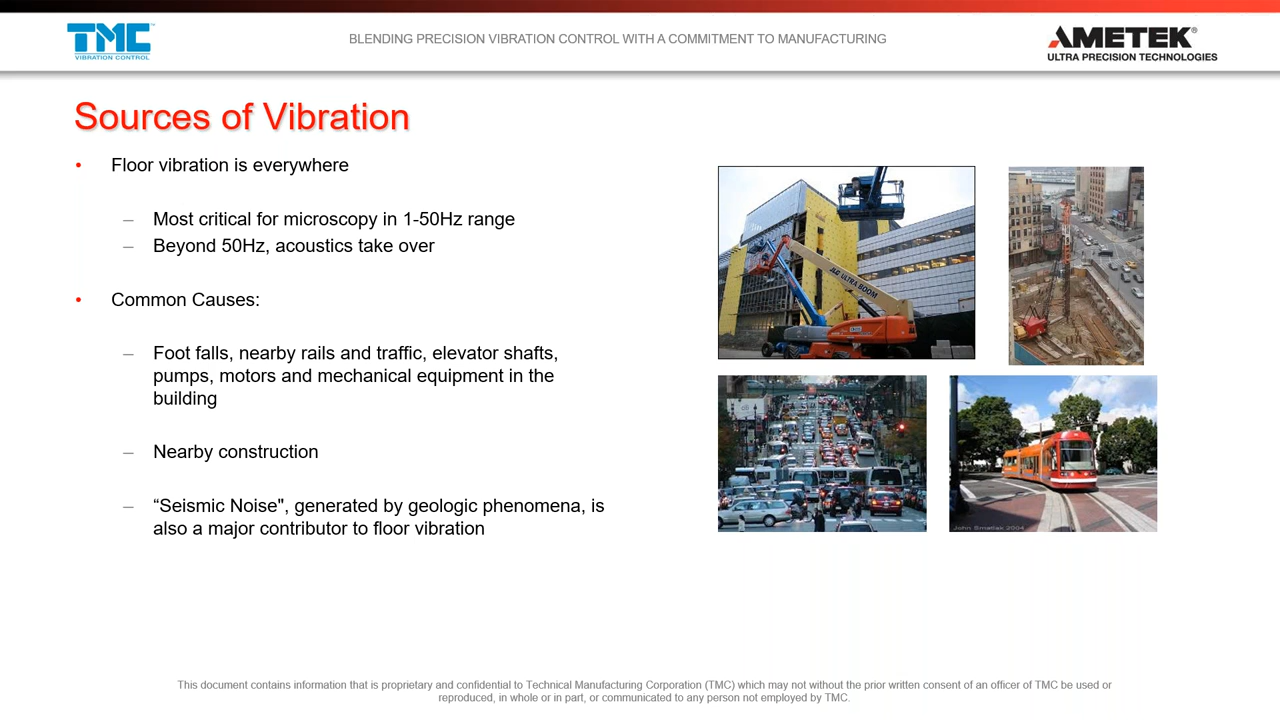 TMC
VIBRATION CONTROL
BLENDING PRECISION VIBRATION CONTROL WITH A COMMITMENT TO MANUFACTURING
AMETEK®
ULTRA PRECISION TECHNOLOGIES
Sources of Vibration
• Floor vibration is everywhere
– Most critical for microscopy in 1-50Hz range
– Beyond 50Hz, acoustics take over
• Common Causes:
– Foot falls, nearby rails and traffic, elevator shafts,
pumps, motors and mechanical equipment in the
building
– Nearby construction
– “Seismic Noise", generated by geologic phenomena, is
also a major contributor to floor vibration
JLG ULTRA BOOM
John Smatlak 2004
This document contains information that is proprietary and confidential to Technical Manufacturing Corporation (TMC) which may not without the prior written consent of an officer of TMC be used or
reproduced, in whole or in part, or communicated to any person not employed by TMC.